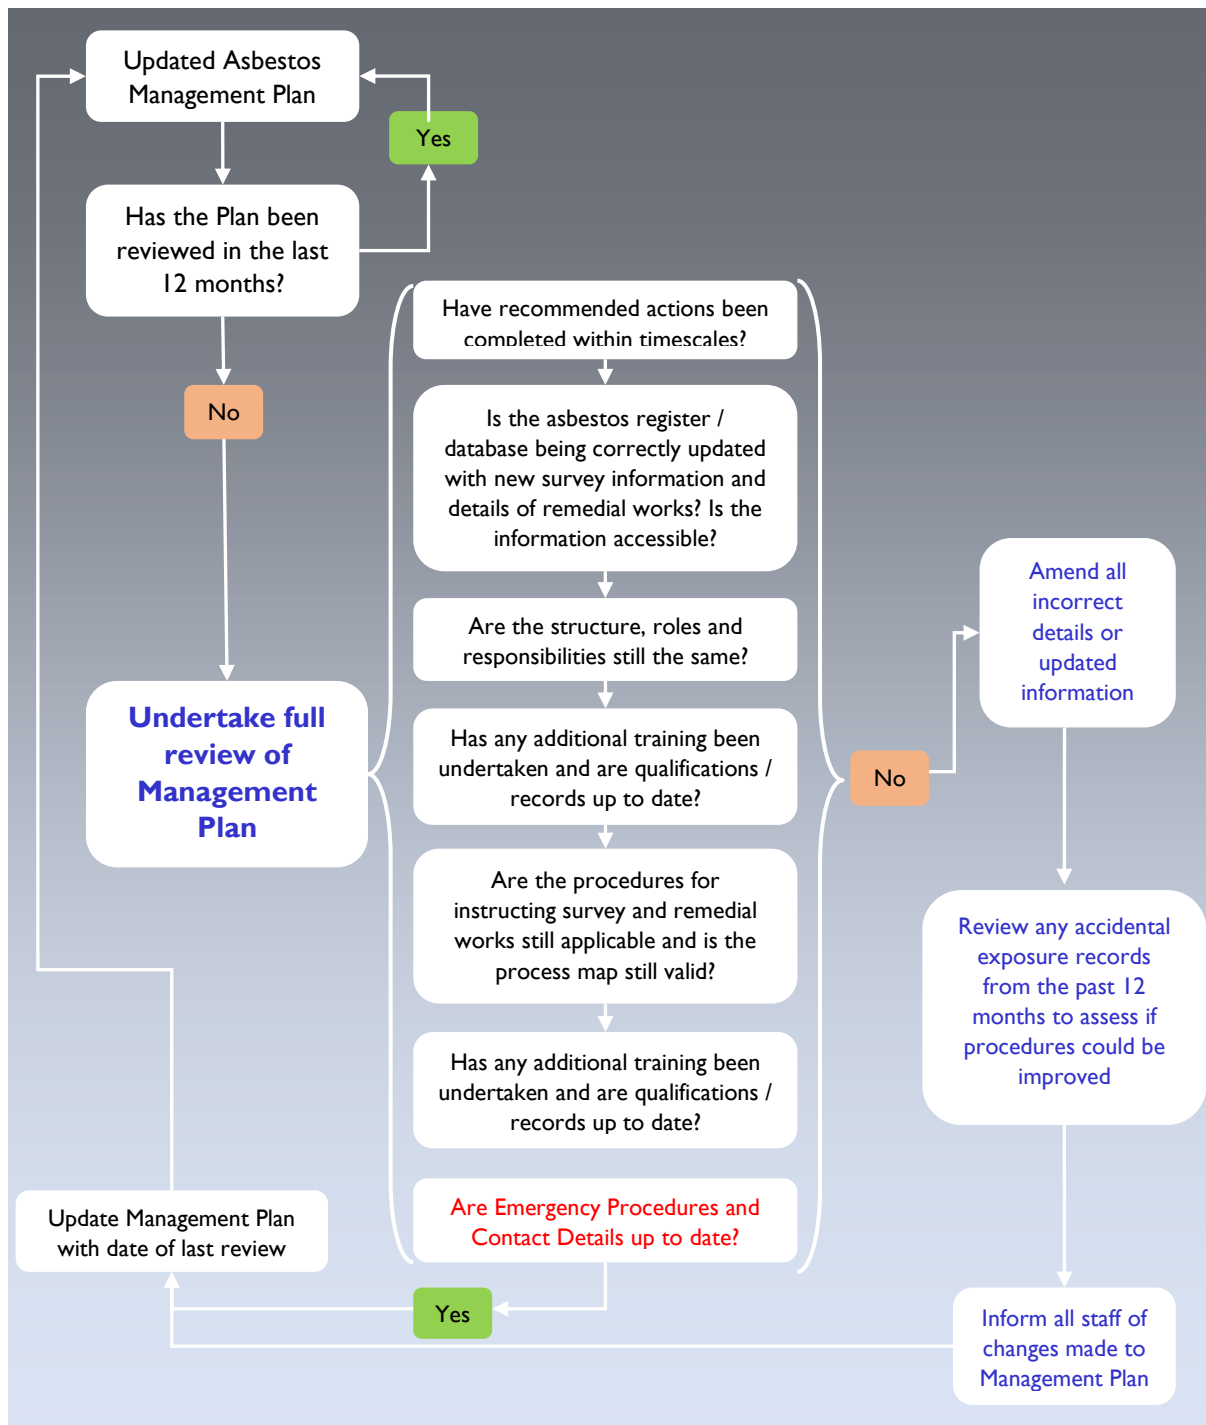 Updated Asbestos
Management Plan
Yes
Has the Plan been
reviewed in the last
12 months?
No
Undertake full
review of
Management
Plan
Have recommended actions been
completed within timescales?
Is the asbestos register /
database being correctly updated
with new survey information and
details of remedial works? Is the
information accessible?
Are the structure, roles and
responsibilities still the same?
Has any additional training been
undertaken and are qualifications /
records up to date?
Are the procedures for
instructing survey and remedial
works still applicable and is the
process map still valid?
Has any additional training been
undertaken and are qualifications /
records up to date?
Are Emergency Procedures and
Contact Details up to date?
Yes
No
Amend all
incorrect
details or
updated
information
Review any accidental
exposure records
from the past 12
months to assess if
procedures could be
improved
Inform all staff of
changes made to
Management Plan
Update Management Plan
with date of last review